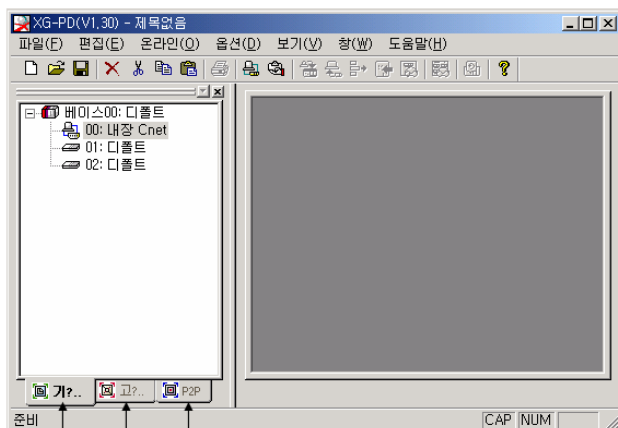 XG-PD(V1,30) - 제목없음
파일(F) 편집(E) 온라인(O) 옵션(D) 보기(V) 창(W) 도움말(H)
베이스00: 디폴트
00: 내장 Cnet
01: 디폴트
02: 디폴트
기?.. 고?.. P2P
준비 CAP NUM